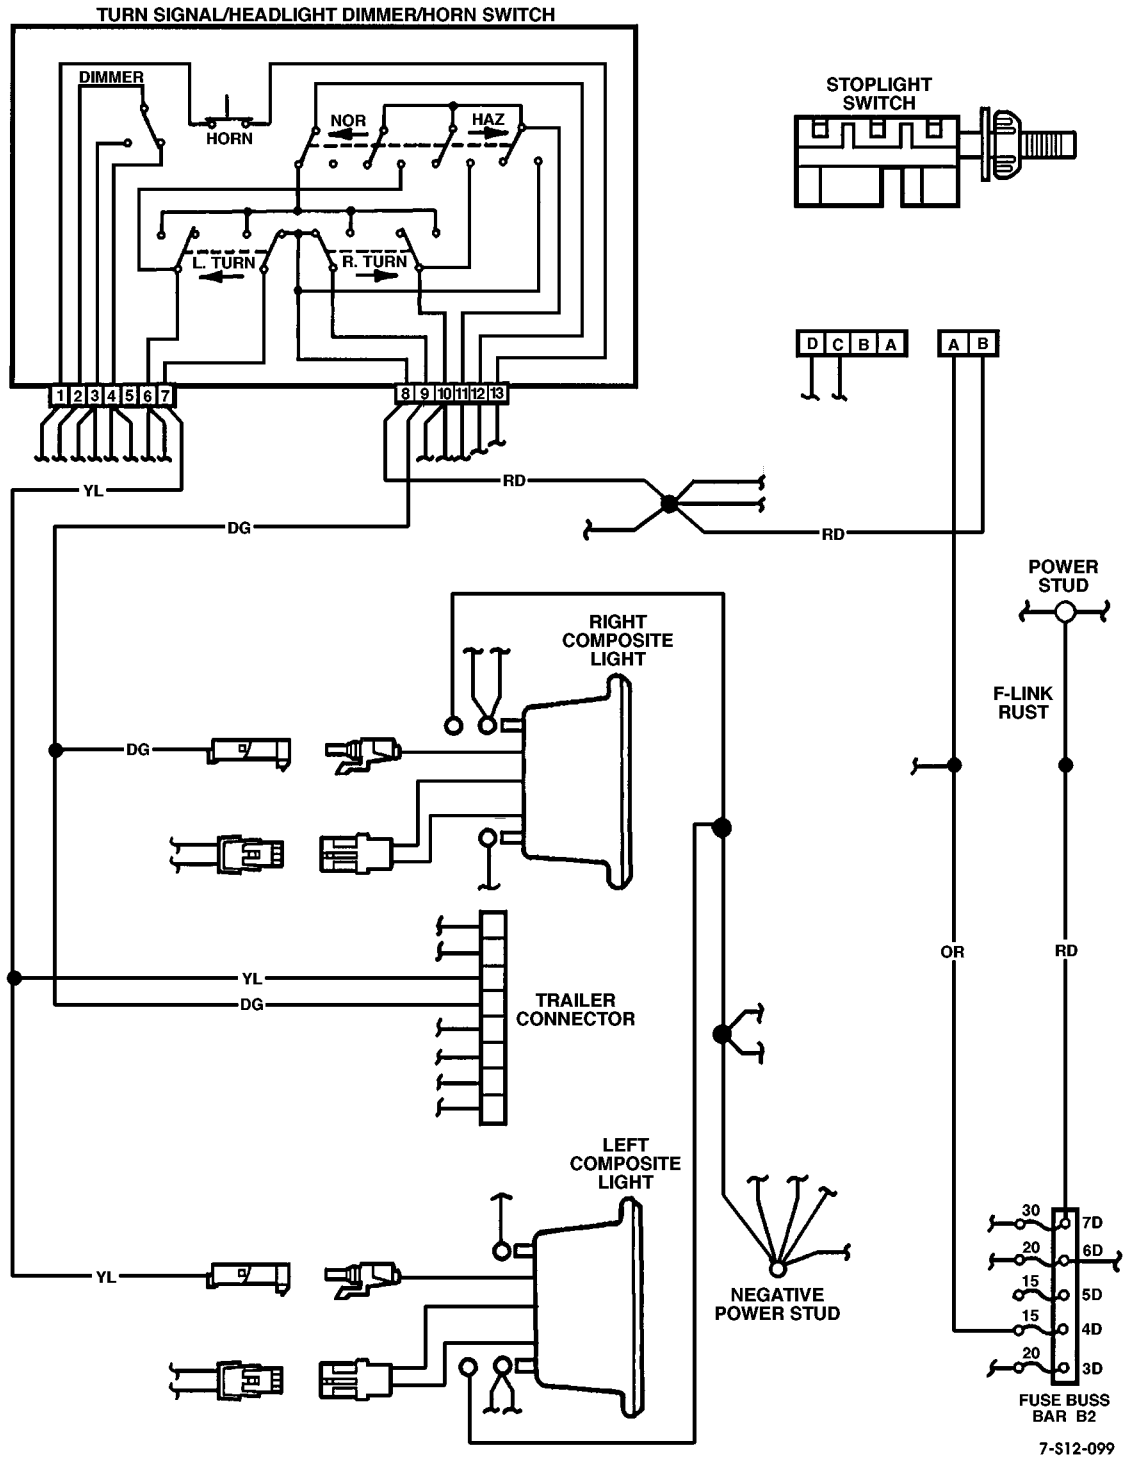 TURN SIGNAL/HEADLIGHT DIMMER/HORN SWITCH
DIMMER
HORN
NOR
HAZ
L. TURN
R. TURN
1 2 3 4 5 6 7
8 9 10 11 12 13
STOPLIGHT
SWITCH
D C B A
A B
YL
RD
DG
RD
POWER
STUD
F-LINK
RUST
RIGHT
COMPOSITE
LIGHT
DG
OR
RD
YL
DG
TRAILER
CONNECTOR
LEFT
COMPOSITE
LIGHT
YL
NEGATIVE
POWER STUD
30 7D
20 6D
15 5D
15 4D
20 3D
FUSE BUSS
BAR B2
7-S12-099